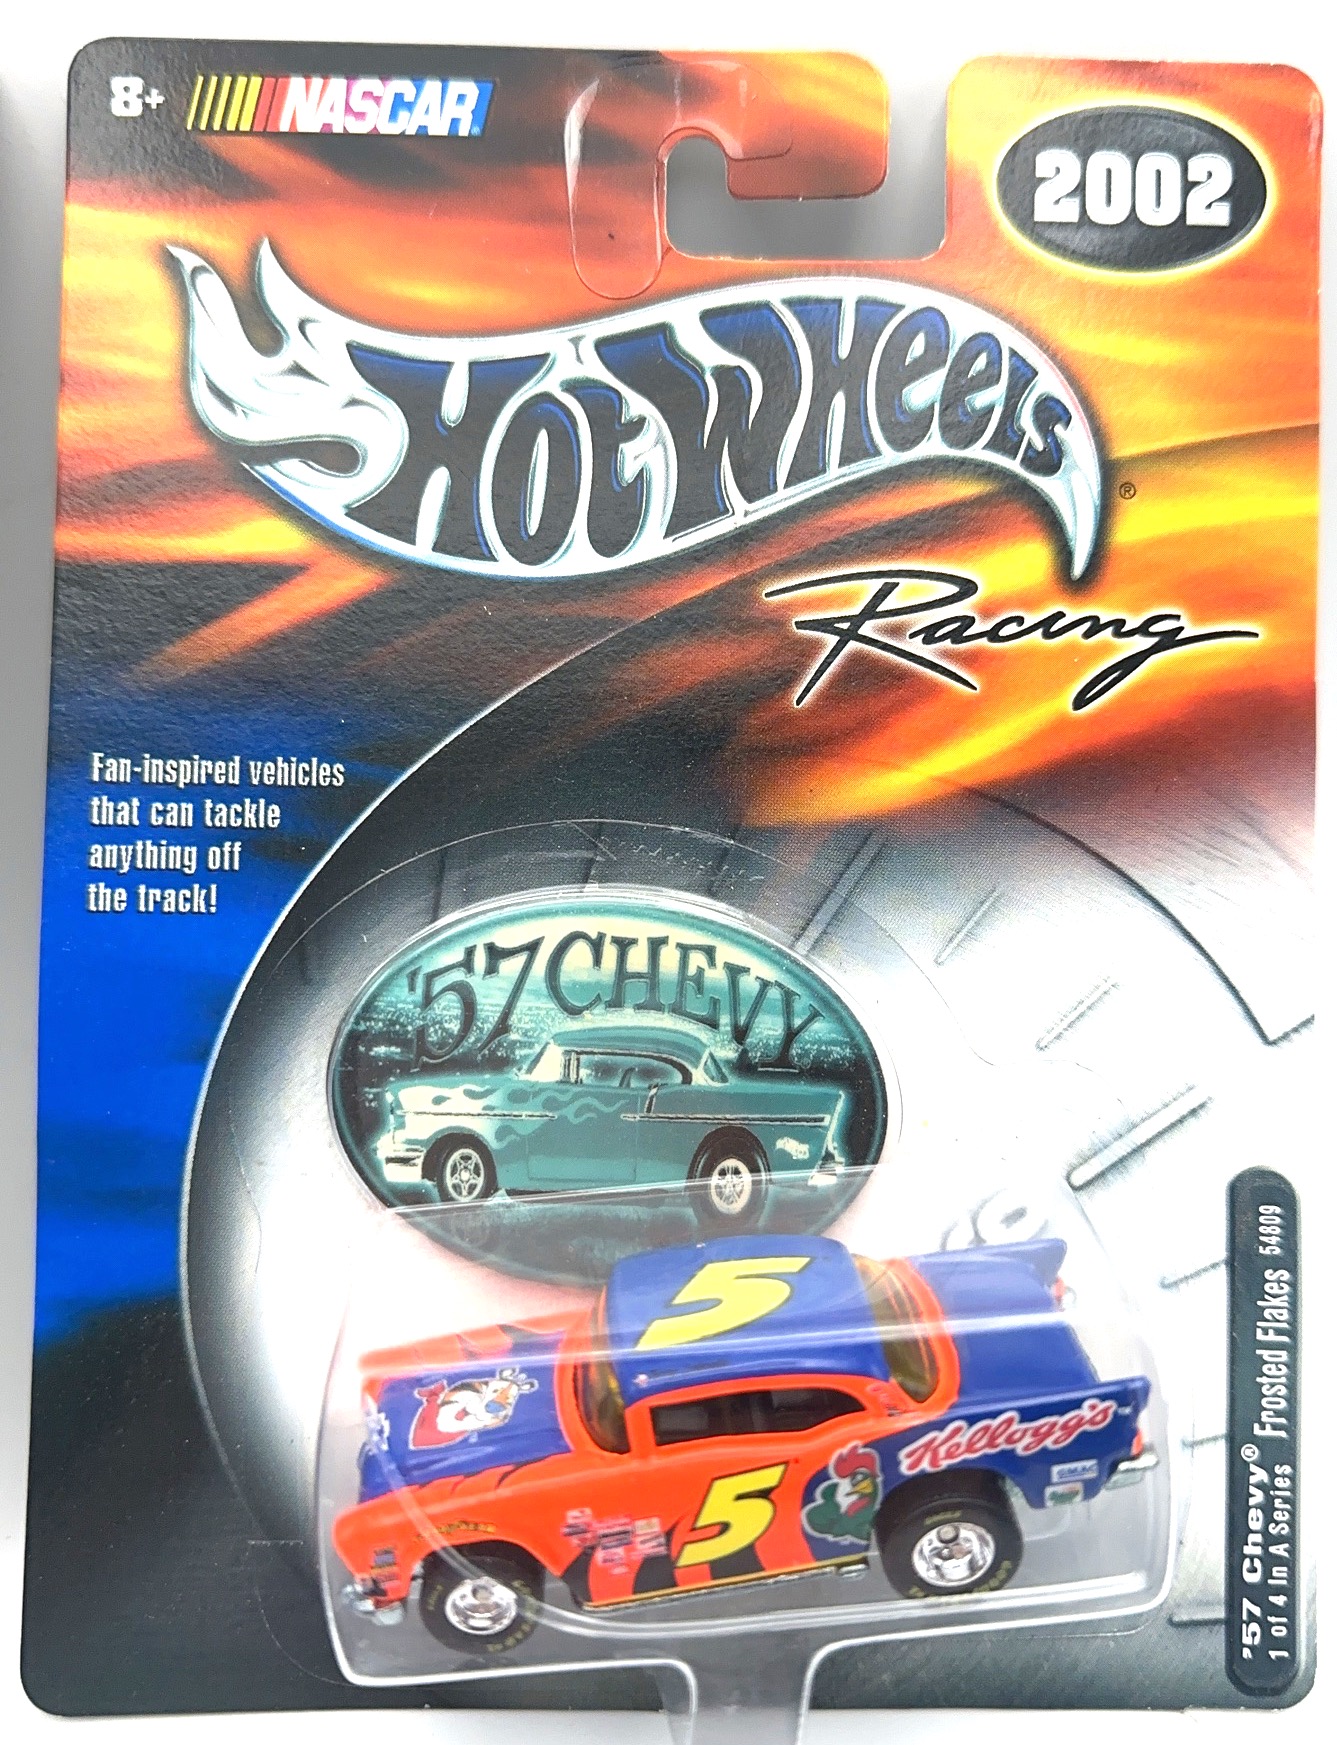 8+ NASCAR
2002
HOT WHEELS ®
Racing
Fan-inspired vehicles
that can tackle
anything off
the track!
'57 CHEVY
5
5
Kellogg's
GMAC
'57 Chevy® Frosted Flakes 54809
1 of 4 In A Series